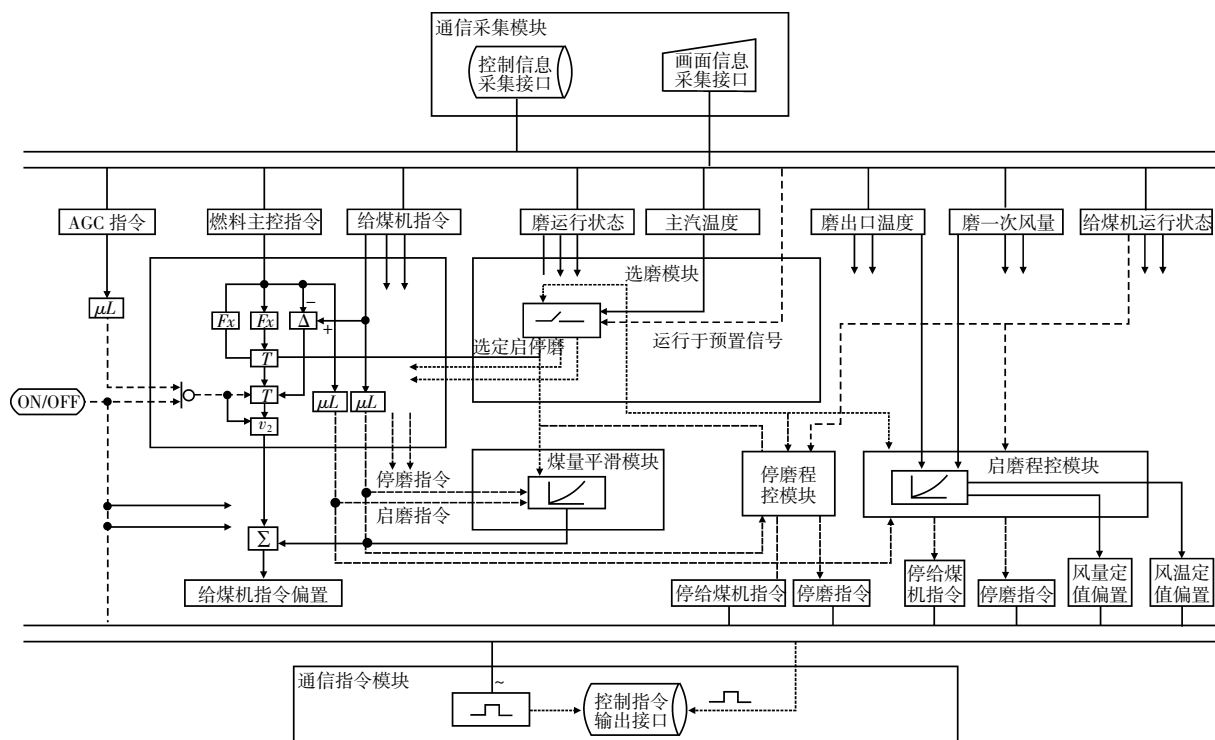 通信采集模块
控制信息
采集接口
画面信息
采集接口
AGC 指令
燃料主控指令
给煤机指令
磨运行状态
主汽温度
磨出口温度
磨一次风量
给煤机运行状态
μL
Fx
Fx
Δ
−
+
选磨模块
选定启停磨
运行于预置信号
T
T
v₂
μL
μL
ON/OFF
停磨指令
启磨指令
煤量平滑模块
停磨程
控模块
启磨程控模块
Σ
给煤机指令偏置
停给煤机指令
停磨指令
停给煤
机指令
停磨指令
风量定
值偏置
风温定
值偏置
通信指令模块
~
控制指令
输出接口